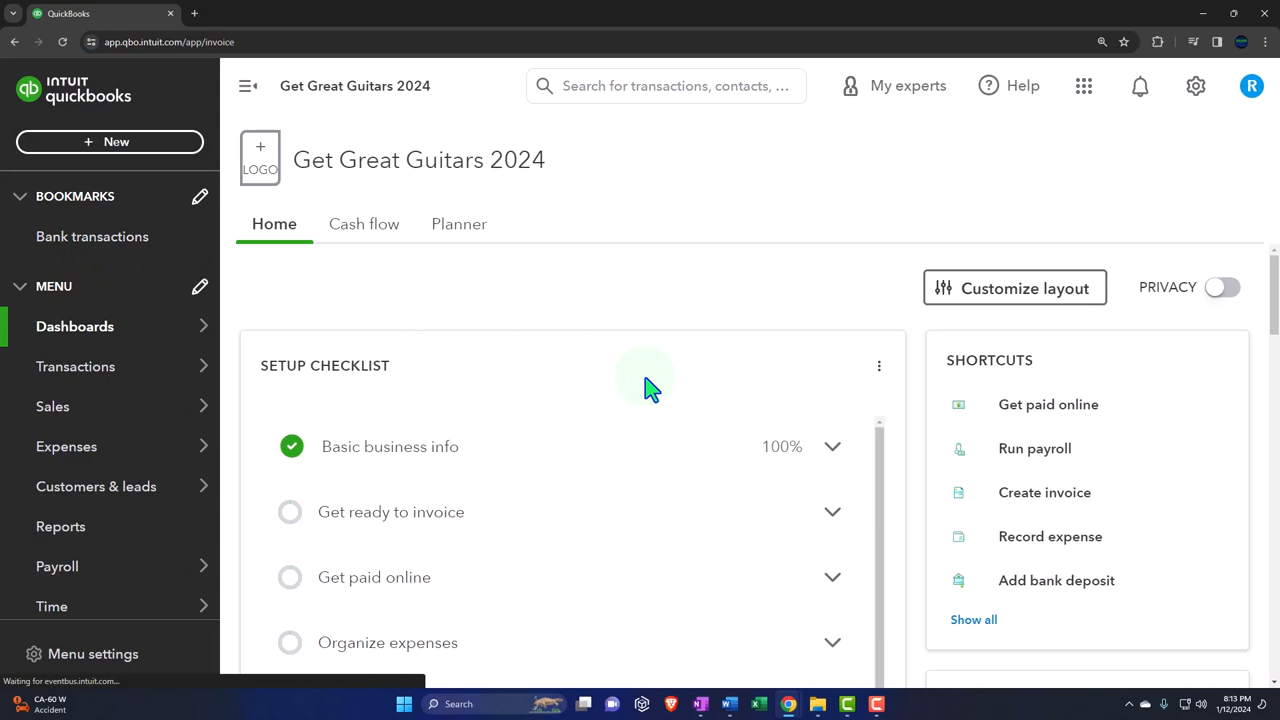 QuickBooks
app.qbo.intuit.com/app/invoice
INTUIT
quickbooks
Get Great Guitars 2024
Search for transactions, contacts, ...
My experts
Help
R
+ New
+
LOGO
Get Great Guitars 2024
BOOKMARKS
Bank transactions
Home
Cash flow
Planner
MENU
Customize layout
PRIVACY
Dashboards
Transactions
Sales
Expenses
Customers & leads
Reports
Payroll
Time
Menu settings
SETUP CHECKLIST
Basic business info
100%
Get ready to invoice
Get paid online
Organize expenses
SHORTCUTS
Get paid online
Run payroll
Create invoice
Record expense
Add bank deposit
Show all
Waiting for eventbus.intuit.com...
CA-60 W
Accident
Search
8:13 PM
1/12/2024